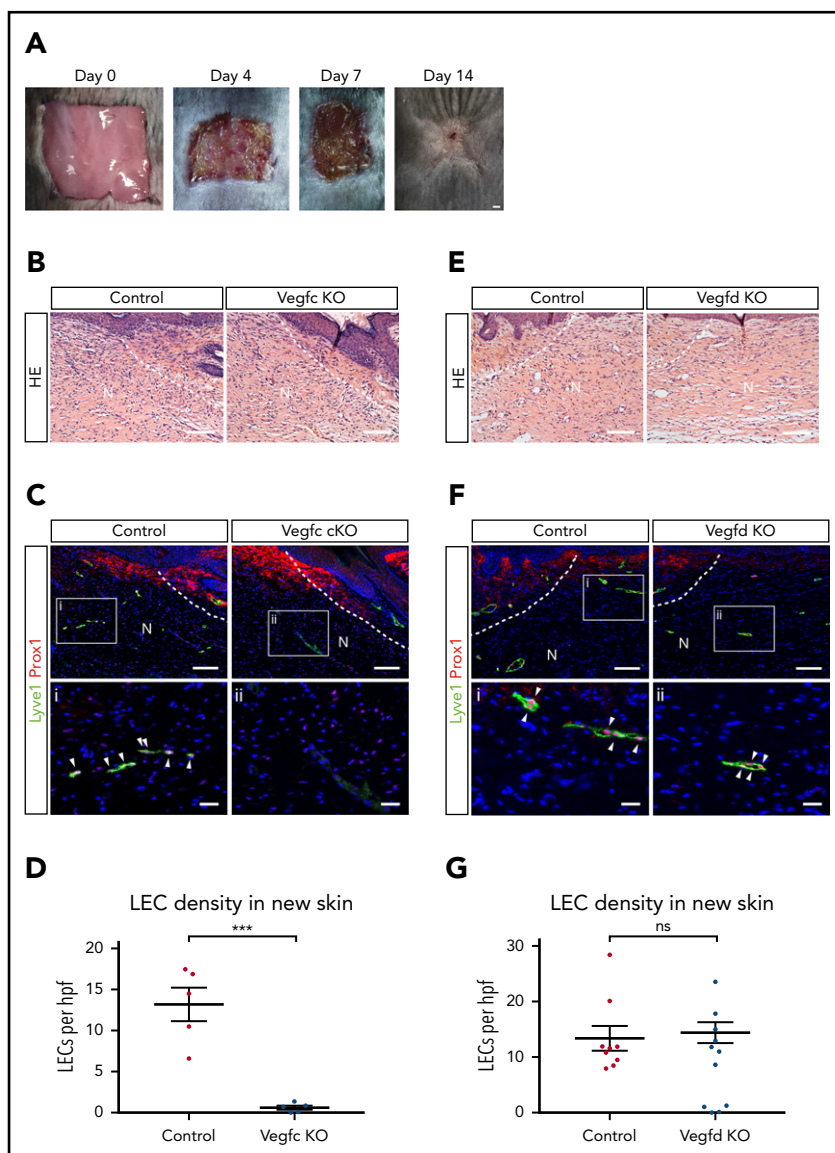 A
Day 0 Day 4 Day 7 Day 14
B
Control Vegfc KO
HE
N N
C
Control Vegfc cKO
Lyve1 Prox1
i ii
N N
i ii
D
LEC density in new skin
***
20
15
10
5
0
LECs per hpf
Control Vegfc KO
E
Control Vegfd KO
HE
N N
F
Control Vegfd KO
Lyve1 Prox1
i ii
N N
i ii
G
LEC density in new skin
ns
30
20
10
0
LECs per hpf
Control Vegfd KO